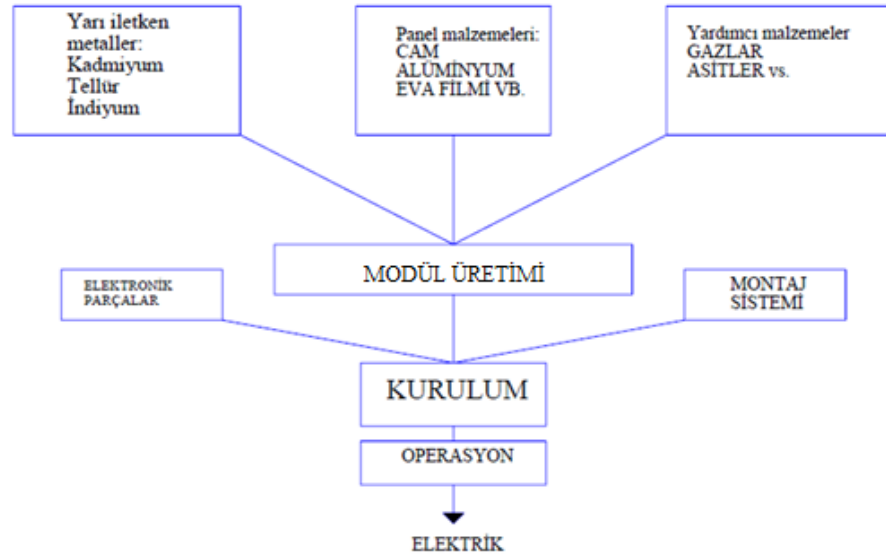 Yarı iletken
metaller:
Kadmiyum
Tellür
İndiyum
Panel malzemeleri:
CAM
ALÜMİNYUM
EVA FİLMİ VB.
Yardımcı malzemeler
GAZLAR
ASİTLER vs.
MODÜL ÜRETİMİ
ELEKTRONİK
PARÇALAR
MONTAJ
SİSTEMİ
KURULUM
OPERASYON
ELEKTRİK